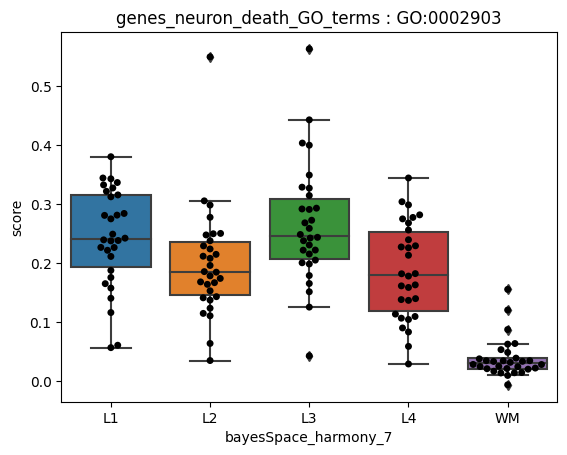 genes_neuron_death_GO_terms : GO:0002903
score
0.5
0.4
0.3
0.2
0.1
0.0
L1 L2 L3 L4 WM
bayesSpace_harmony_7